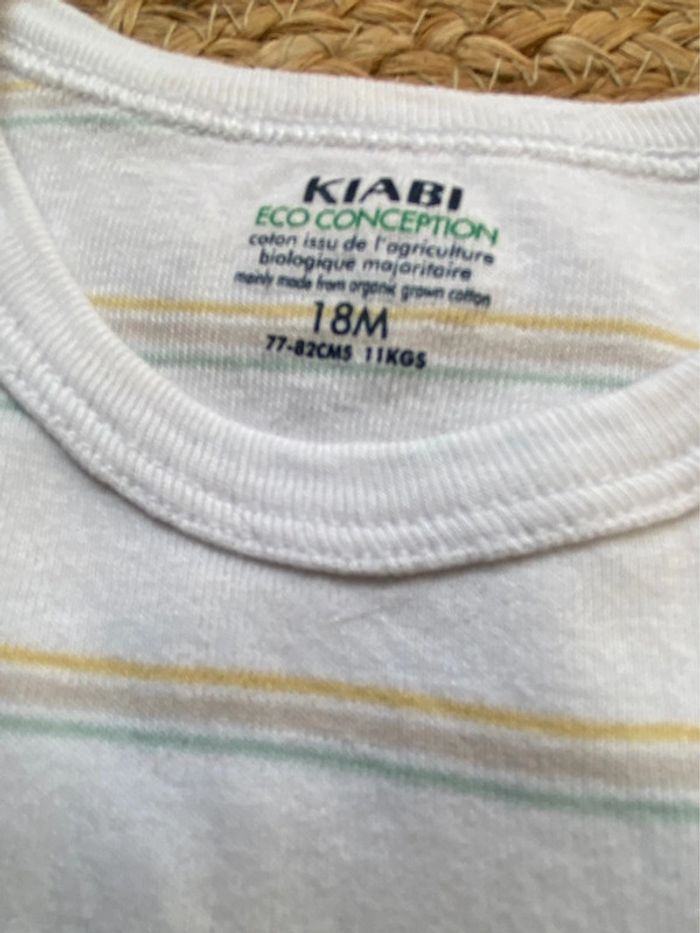 KIABI
ECO CONCEPTION
coton issu de l'agriculture
biologique majoritaire
mainly made from organic grown cotton
18M
77-82CMS 11KGS